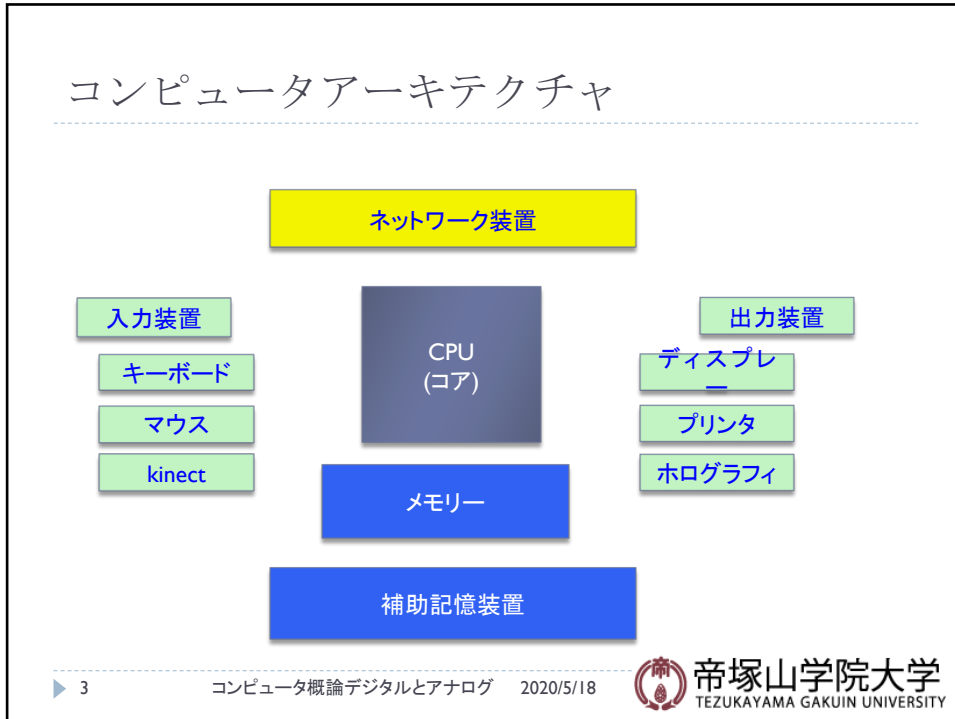 コンピュータアーキテクチャ
ネットワーク装置
入力装置
キーボード
マウス
kinect
CPU
(コア)
メモリー
補助記憶装置
出力装置
ディスプレ
ー
プリンタ
ホログラフィ
3 コンピュータ概論デジタルとアナログ 2020/5/18
帝
帝塚山学院大学
TEZUKAYAMA GAKUIN UNIVERSITY